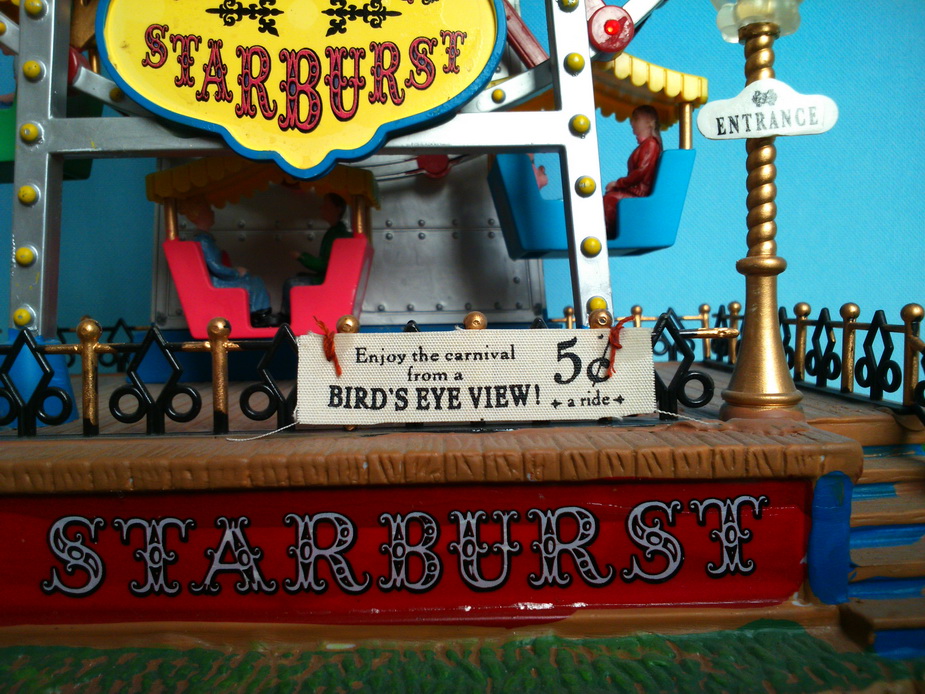 STARBURST
ENTRANCE
Enjoy the carnival
from a
BIRD'S EYE VIEW!
5¢
a ride
STARBURST